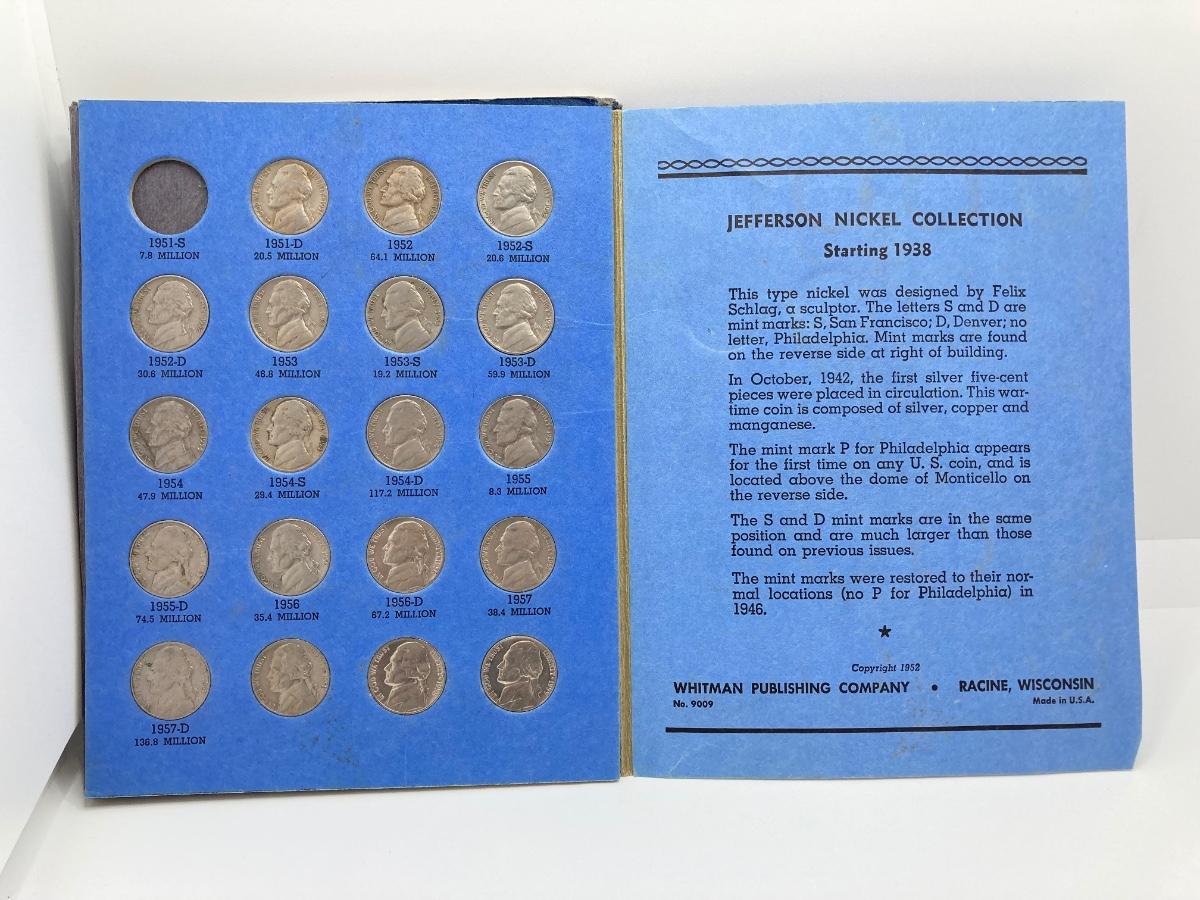 1951-S
7.8 MILLION
1951-D
20.5 MILLION
1952
64.1 MILLION
1952-S
20.6 MILLION
1952-D
30.6 MILLION
1953
46.8 MILLION
1953-S
19.2 MILLION
1953-D
59.9 MILLION
1954
47.9 MILLION
1954-S
29.4 MILLION
1954-D
117.2 MILLION
1955
8.3 MILLION
1955-D
74.5 MILLION
1956
35.4 MILLION
1956-D
67.2 MILLION
1957
38.4 MILLION
1957-D
136.8 MILLION
JEFFERSON NICKEL COLLECTION
Starting 1938
This type nickel was designed by Felix
Schlag, a sculptor. The letters S and D are
mint marks: S, San Francisco; D, Denver; no
letter, Philadelphia. Mint marks are found
on the reverse side at right of building.
In October, 1942, the first silver five-cent
pieces were placed in circulation. This war-
time coin is composed of silver, copper and
manganese.
The mint mark P for Philadelphia appears
for the first time on any U. S. coin, and is
located above the dome of Monticello on
the reverse side.
The S and D mint marks are in the same
position and are much larger than those
found on previous issues.
The mint marks were restored to their nor-
mal locations (no P for Philadelphia) in
1946.
Copyright 1952
WHITMAN PUBLISHING COMPANY • RACINE, WISCONSIN
No. 9009
Made in U.S.A.